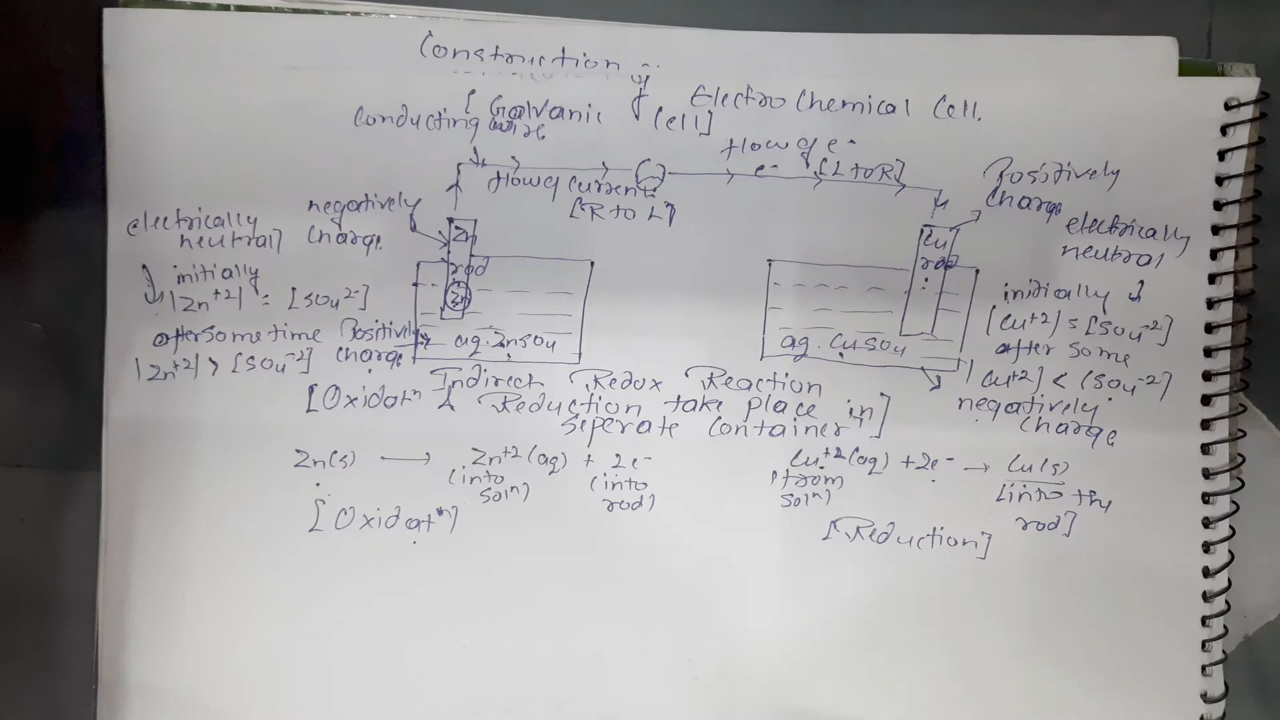 Construction of
Electro Chemical Cell.
[Galvanic Cell]
Conducting wire
flow of e-
e- [L to R]
flow of current
[R to L]
Positively
Charge
negatively
Charge.
electrically
neutral
electrically
neutral
Zn
rod
Zn
Cu
rod
initially
[Zn+2] = [SO4 2-]
after some time
[Zn+2] > [SO4-2]
Positively
Charge
aq. ZnSO4
aq. CuSO4
initially
[Cu+2] = [SO4-2]
after some
[Cu+2] < [SO4-2]
negatively
Charge
Indirect Redox Reaction
[Oxidatn & Reduction take place in
seperate container]
Zn(s) → Zn+2 (aq) + 2e-
(into
soln)
(into
rod)
[Oxidatn]
Cu+2(aq) + 2e- → Cu(s)
(from
soln)
[into the
rod]
[Reduction]